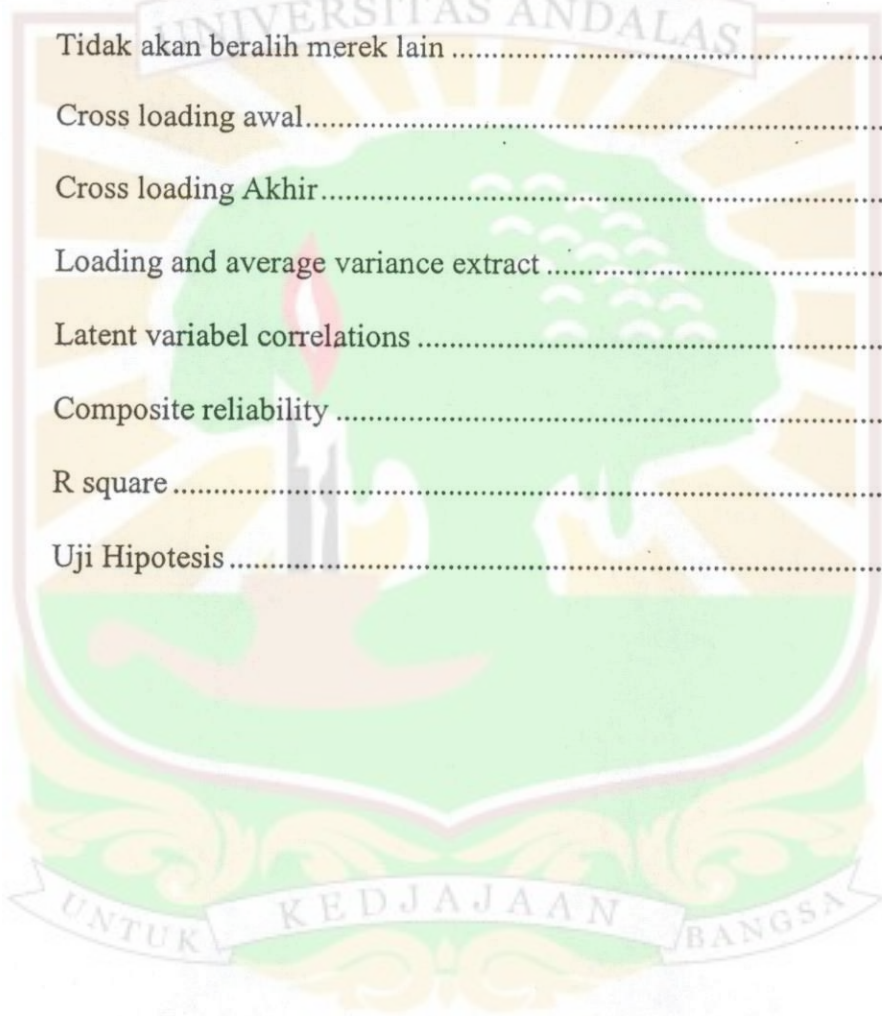 UNIVERSITAS ANDALAS
Tidak akan beralih merek lain ..........................................................
Cross loading awal..............................................................................
Cross loading Akhir............................................................................
Loading and average variance extract ..............................................
Latent variabel correlations ..............................................................
Composite reliability ........................................................................
R square ...........................................................................................
Uji Hipotesis ....................................................................................
UNTUK KEDJAJAAN BANGSA